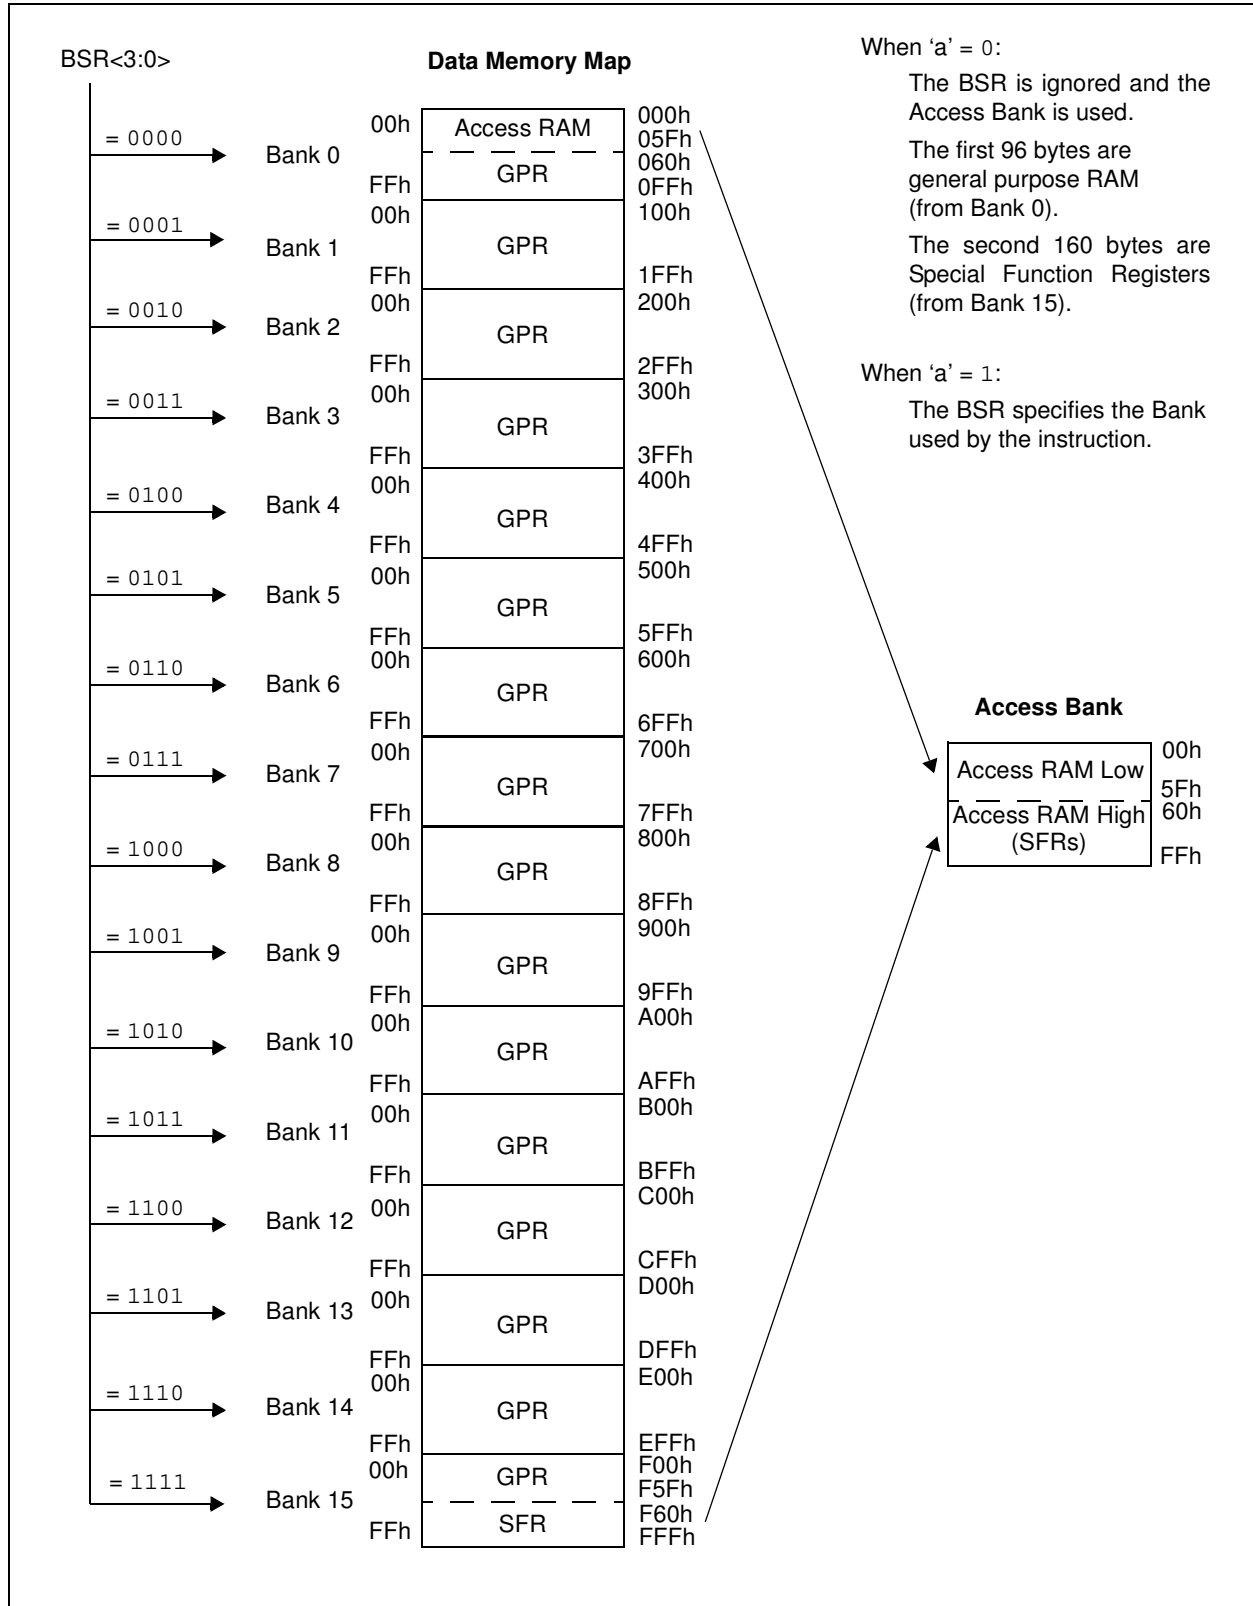 BSR<3:0>
Data Memory Map
When ‘a’ = 0:
The BSR is ignored and the
Access Bank is used.
The first 96 bytes are
general purpose RAM
(from Bank 0).
The second 160 bytes are
Special Function Registers
(from Bank 15).
When ‘a’ = 1:
The BSR specifies the Bank
used by the instruction.
= 0000
Bank 0
00h
Access RAM
000h
05Fh
060h
GPR
FFh
0FFh
= 0001
Bank 1
00h
GPR
100h
FFh
1FFh
= 0010
Bank 2
00h
GPR
200h
FFh
2FFh
= 0011
Bank 3
00h
GPR
300h
FFh
3FFh
= 0100
Bank 4
00h
GPR
400h
FFh
4FFh
= 0101
Bank 5
00h
GPR
500h
FFh
5FFh
= 0110
Bank 6
00h
GPR
600h
FFh
6FFh
= 0111
Bank 7
00h
GPR
700h
FFh
7FFh
= 1000
Bank 8
00h
GPR
800h
FFh
8FFh
= 1001
Bank 9
00h
GPR
900h
FFh
9FFh
= 1010
Bank 10
00h
GPR
A00h
FFh
AFFh
= 1011
Bank 11
00h
GPR
B00h
FFh
BFFh
= 1100
Bank 12
00h
GPR
C00h
FFh
CFFh
= 1101
Bank 13
00h
GPR
D00h
FFh
DFFh
= 1110
Bank 14
00h
GPR
E00h
FFh
EFFh
= 1111
Bank 15
00h
GPR
F00h
F5Fh
F60h
SFR
FFh
FFFh
Access Bank
Access RAM Low
00h
5Fh
Access RAM High
(SFRs)
60h
FFh